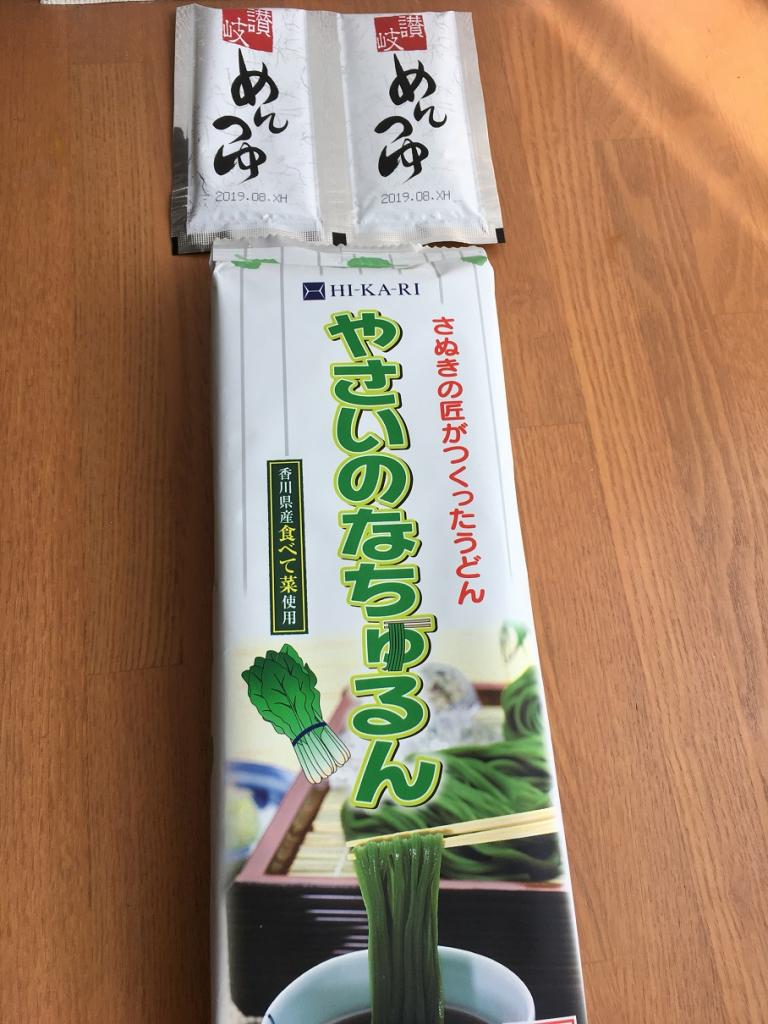 讃岐
めんつゆ
2019.08.XH
讃岐
めんつゆ
2019.08.XH
HI-KA-RI
さぬきの匠がつくったうどん
やさいのなちゅるん
香川県産食べて菜使用